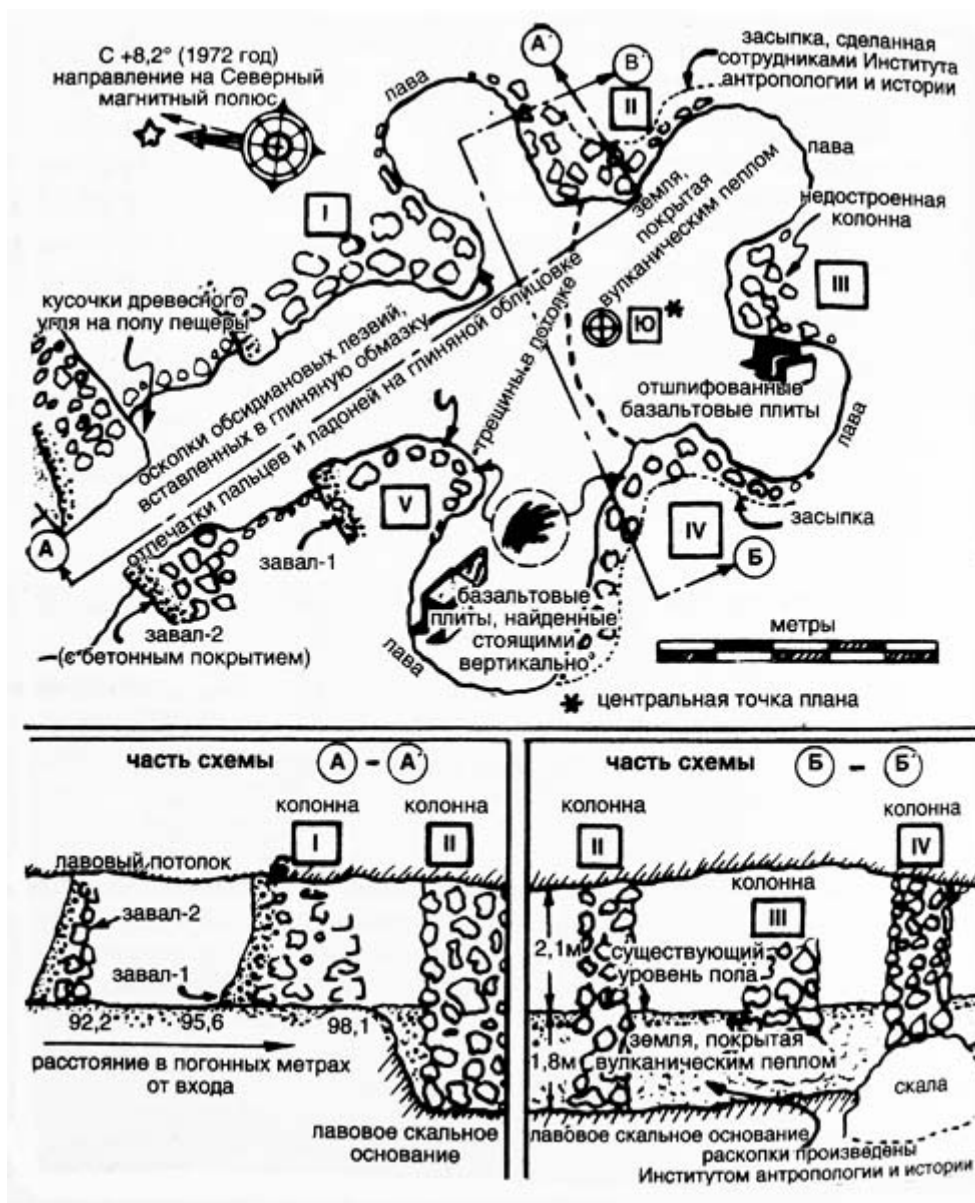 С +8,2° (1972 год)
направление на Северный
магнитный полюс
лава
А'
В'
II
засыпка, сделанная
сотрудниками Института
антропологии и истории
лава
I
земля,
покрытая
вулканическим пеплом
недостроенная
колонна
III
кусочки древесного
угля на полу пещеры
осколки обсидиановых лезвий,
вставленных в глиняную обмазку
отпечатки пальцев и ладоней на глиняной облицовке
трещины в потолке
Ю
*
отшлифованные
базальтовые плиты
лава
А
V
завал-1
IV
засыпка
Б
завал-2
(с бетонным покрытием)
базальтовые
плиты, найденные
стоящими
вертикально
лава
метры
* центральная точка плана
часть схемы А – А'
колонна
I
колонна
II
лавовый потолок
завал-2
завал-1
92,2
95,6
98,1
расстояние в погонных метрах
от входа
лавовое скальное
основание
часть схемы Б – Б'
колонна
II
колонна
IV
колонна
III
2,1м
существующий
уровень пола
1,8м
земля, покрытая
вулканическим пеплом
скала
лавовое скальное основание
раскопки произведены
Институтом антропологии и истории